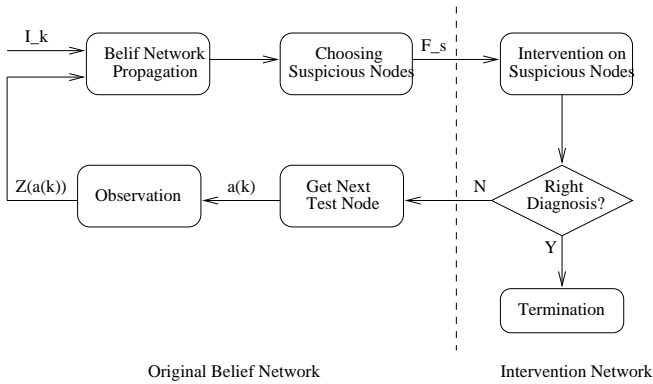 I_k
Belif Network
Propagation
Choosing
Suspicious Nodes
F_s
Intervention on
Suspicious Nodes
Z(a(k))
Observation
a(k)
Get Next
Test Node
N
Right
Diagnosis?
Y
Termination
Original Belief Network
Intervention Network